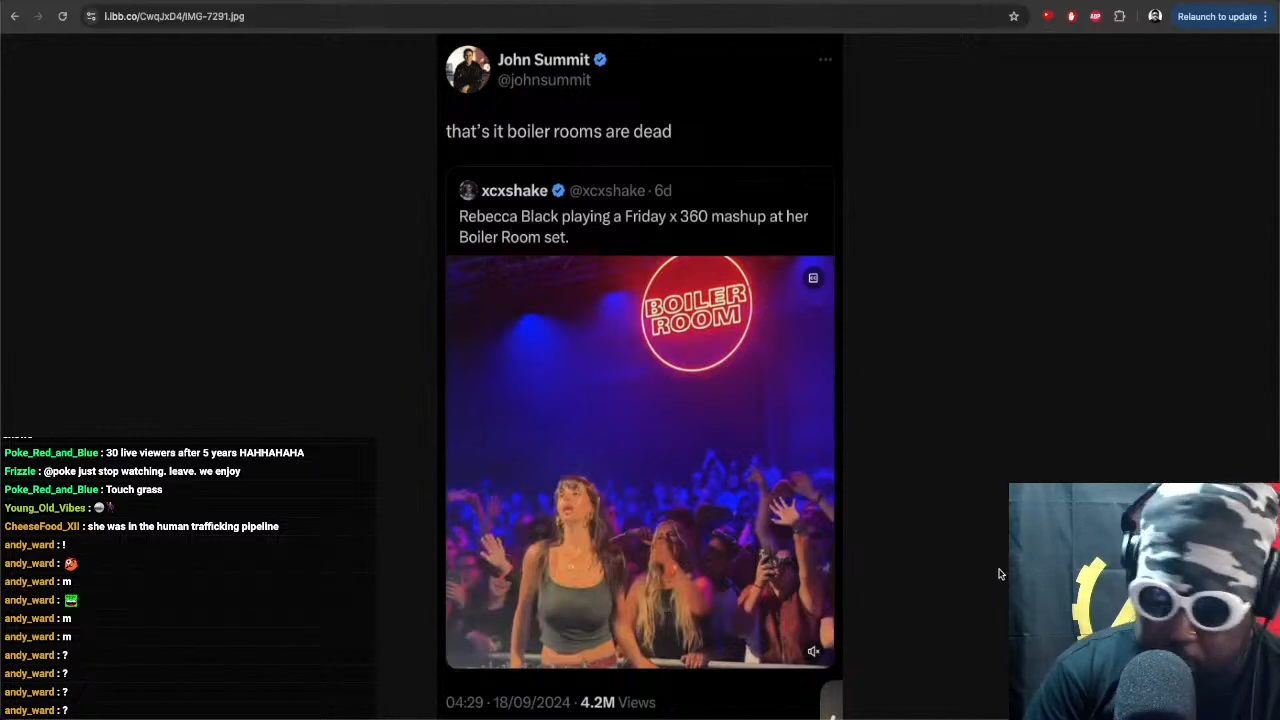 i.ibb.co/CwqJxD4/IMG-7291.jpg
ABP
Relaunch to update
John Summit
@johnsummit
that's it boiler rooms are dead
xcxshake @xcxshake · 6d
Rebecca Black playing a Friday x 360 mashup at her
Boiler Room set.
BOILER
ROOM
04:29 · 18/09/2024 · 4.2M Views
Poke_Red_and_Blue : 30 live viewers after 5 years HAHHAHAHA
Frizzle : @poke just stop watching. leave. we enjoy
Poke_Red_and_Blue : Touch grass
Young_Old_Vibes :
CheeseFood_XII : she was in the human trafficking pipeline
andy_ward : !
andy_ward :
andy_ward : m
andy_ward :
andy_ward : m
andy_ward : m
andy_ward : ?
andy_ward : ?
andy_ward : ?
andy_ward : ?